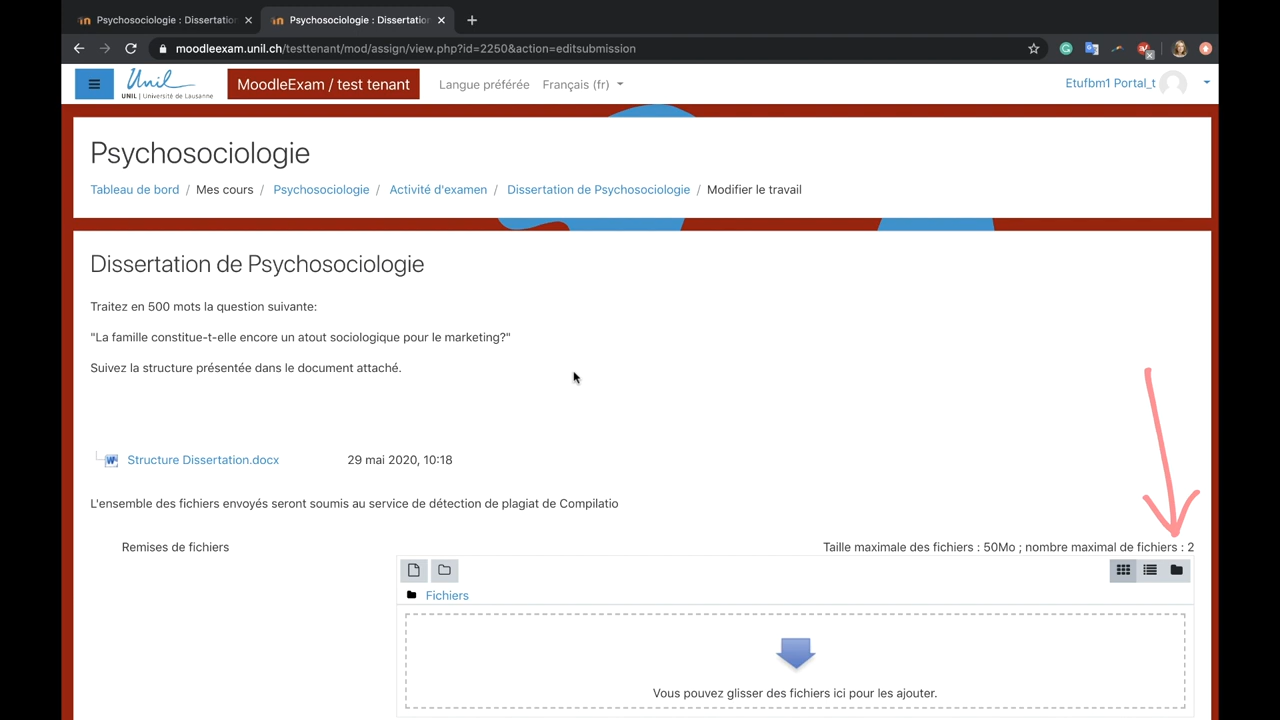 Psychosociologie : Dissertation
Psychosociologie : Dissertation
moodleexam.unil.ch/testtenant/mod/assign/view.php?id=2250&action=editsubmission
Unil
UNIL | Université de Lausanne
MoodleExam / test tenant
Langue préférée
Français (fr)
Etufbm1 Portal_t
Psychosociologie
Tableau de bord / Mes cours / Psychosociologie / Activité d'examen / Dissertation de Psychosociologie / Modifier le travail
Dissertation de Psychosociologie
Traitez en 500 mots la question suivante:
"La famille constitue-t-elle encore un atout sociologique pour le marketing?"
Suivez la structure présentée dans le document attaché.
Structure Dissertation.docx 29 mai 2020, 10:18
L'ensemble des fichiers envoyés seront soumis au service de détection de plagiat de Compilatio
Remises de fichiers
Taille maximale des fichiers : 50Mo ; nombre maximal de fichiers : 2
Fichiers
Vous pouvez glisser des fichiers ici pour les ajouter.